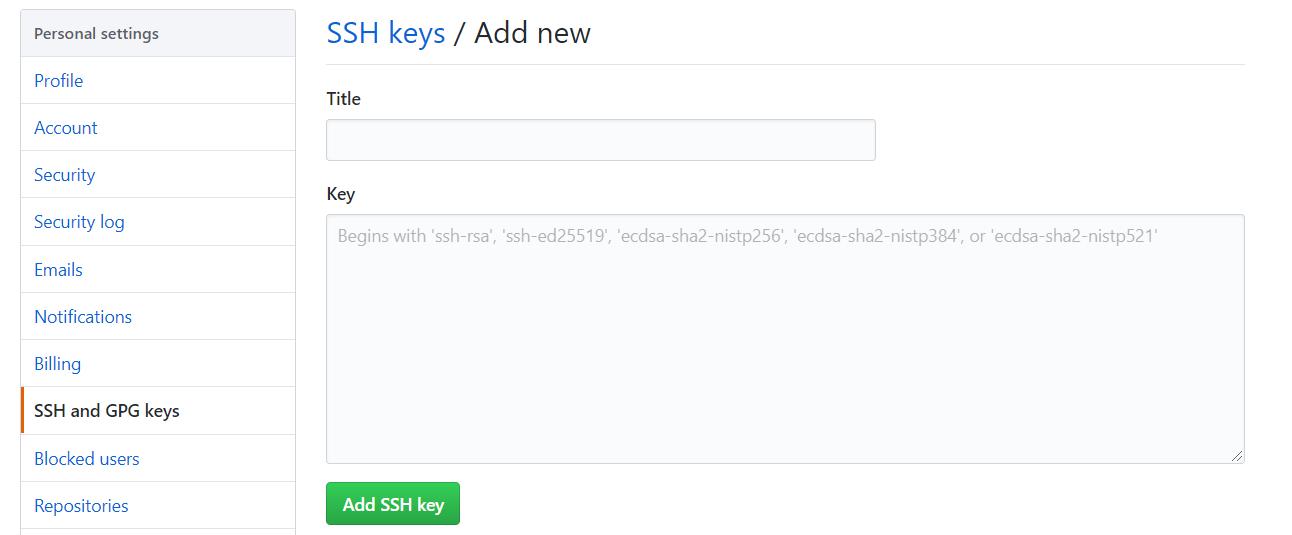 Personal settings
Profile
Account
Security
Security log
Emails
Notifications
Billing
SSH and GPG keys
Blocked users
Repositories
SSH keys / Add new
Title
Key
Begins with 'ssh-rsa', 'ssh-ed25519', 'ecdsa-sha2-nistp256', 'ecdsa-sha2-nistp384', or 'ecdsa-sha2-nistp521'
Add SSH key